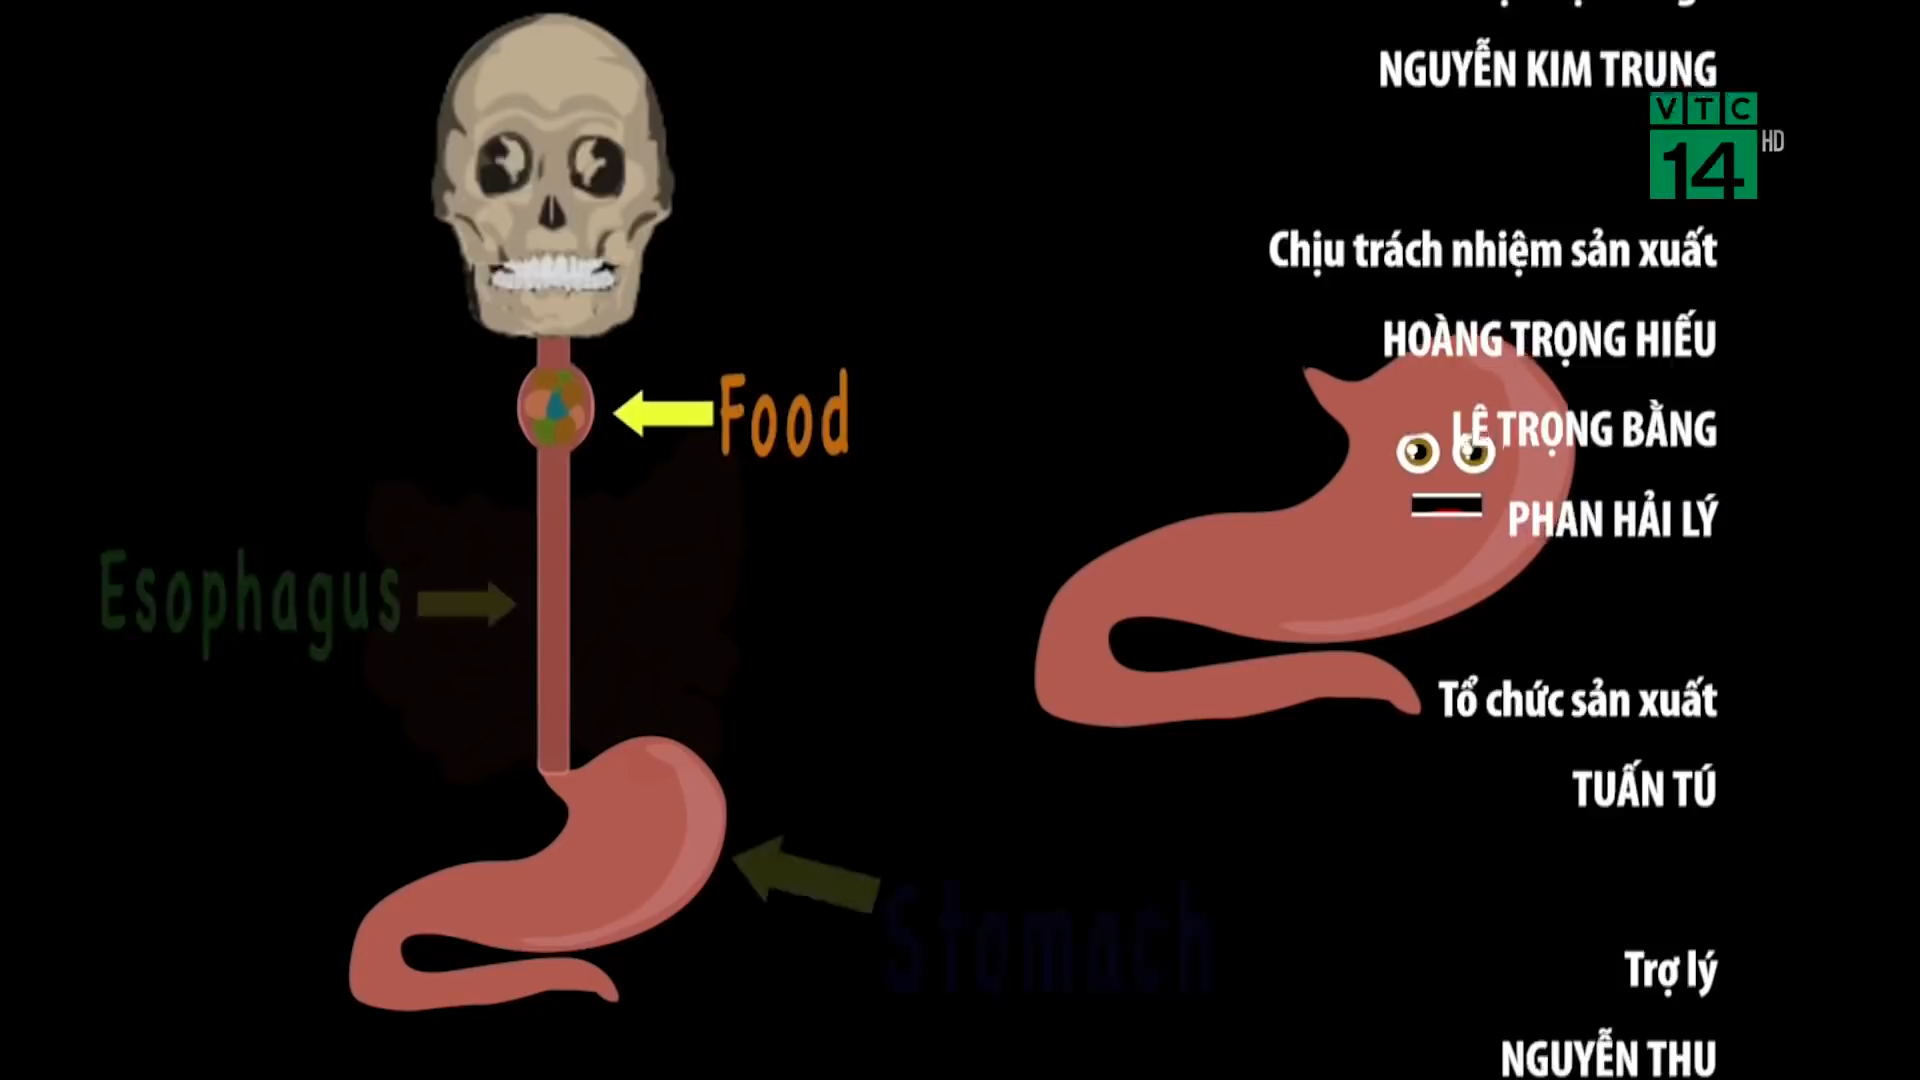 NGUYỄN KIM TRUNG
VTC
14 HD
Chịu trách nhiệm sản xuất
HOÀNG TRỌNG HIẾU
Food
LÊ TRỌNG BẰNG
PHAN HẢI LÝ
Esophagus
Tổ chức sản xuất
TUẤN TÚ
Stomach
Trợ lý
NGUYỄN THU